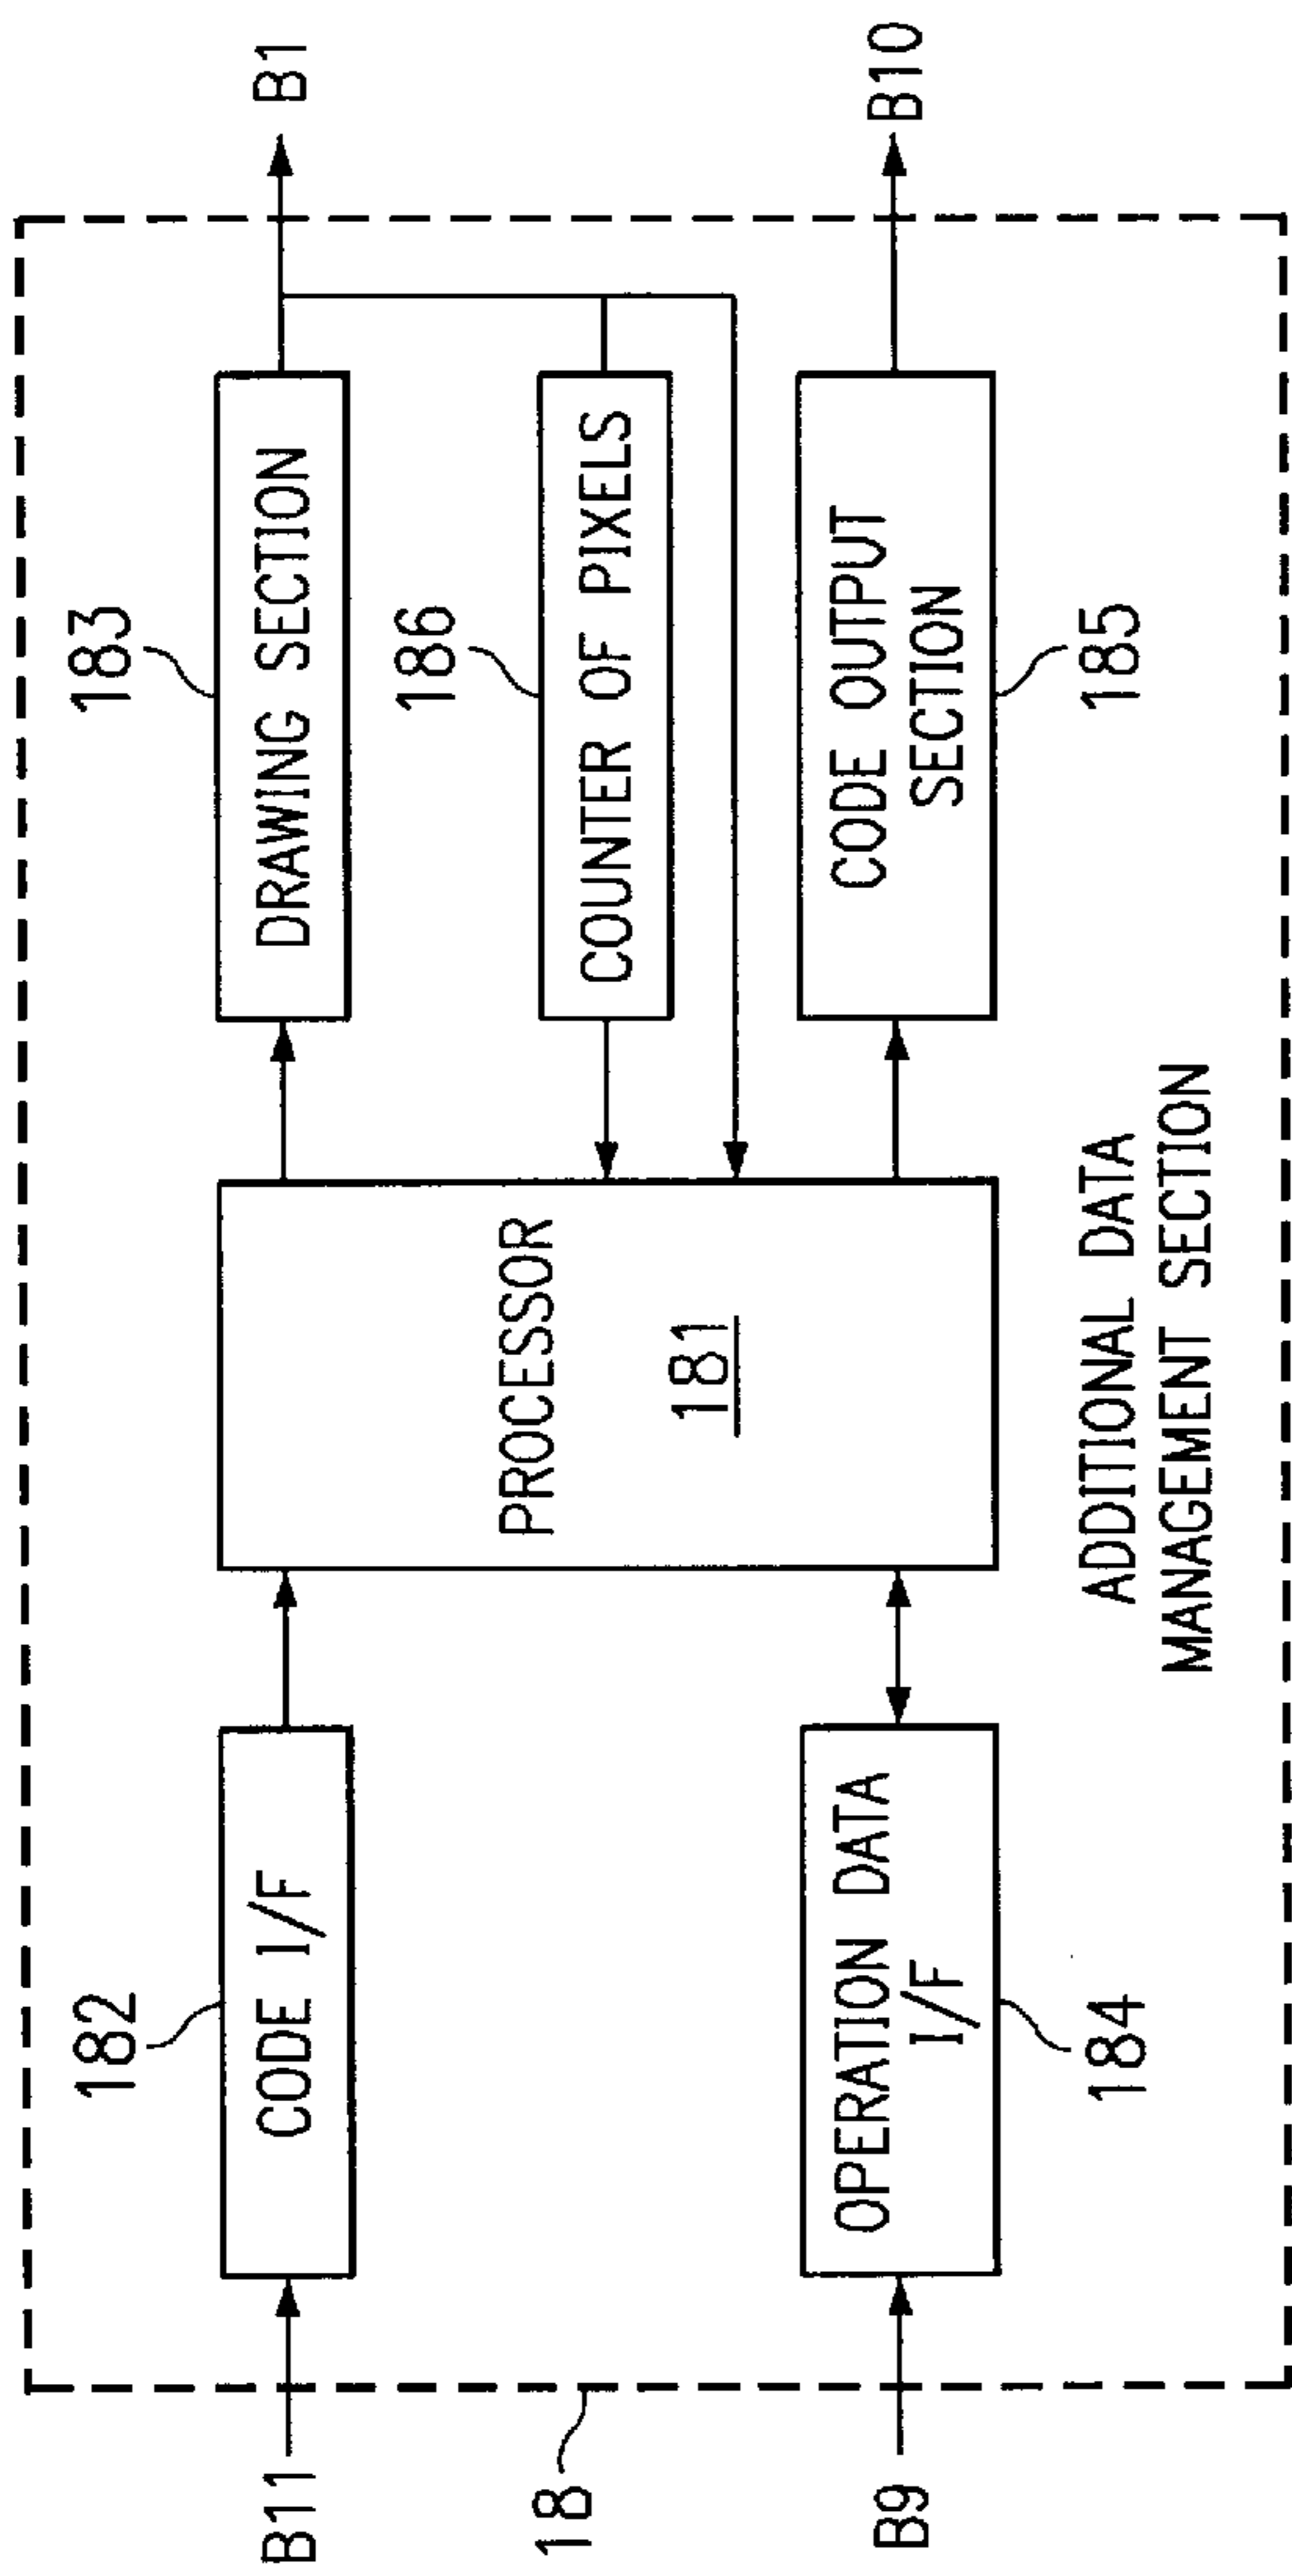 B11
182
CODE I/F
183
DRAWING SECTION
B1
186
COUNTER OF PIXELS
PROCESSOR
181
18
B9
OPERATION DATA
I/F
184
CODE OUTPUT
SECTION
185
B10
ADDITIONAL DATA
MANAGEMENT SECTION